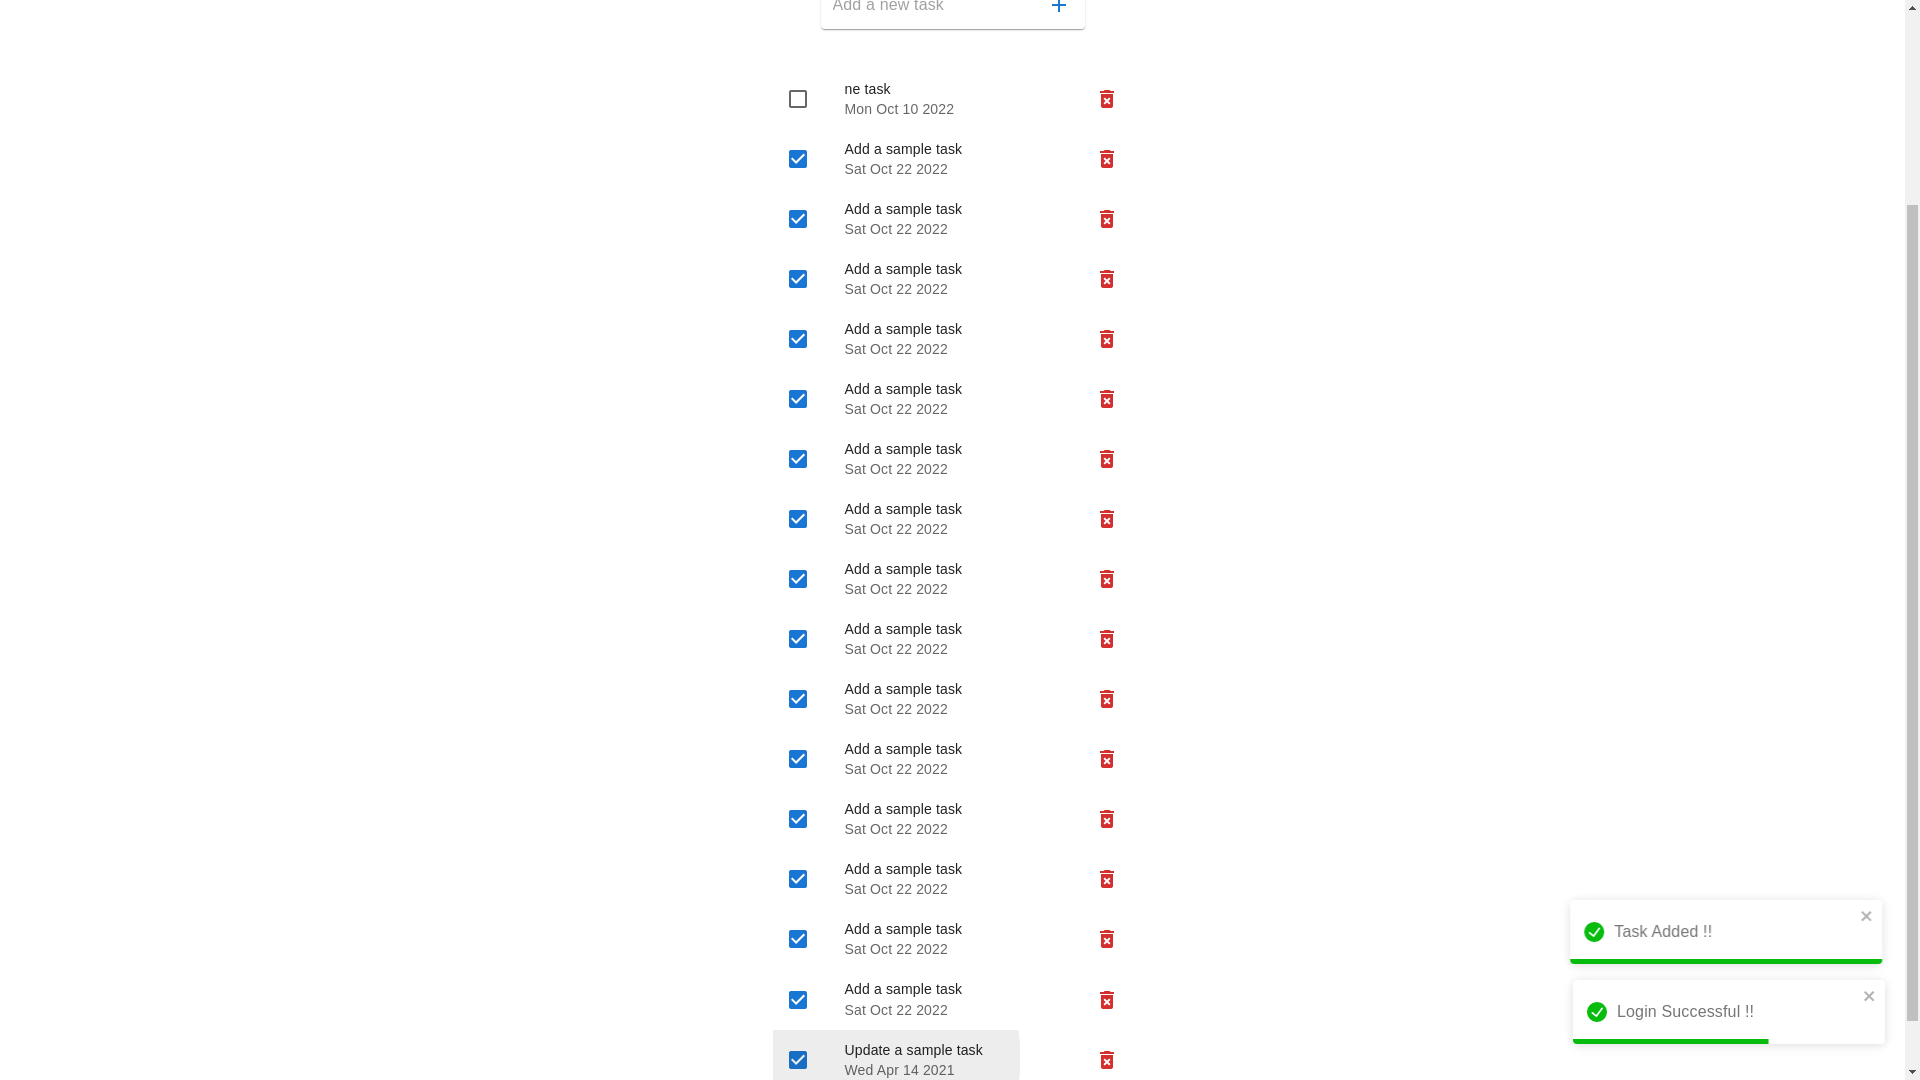 Add a new task
ne task
Mon Oct 10 2022
Add a sample task
Sat Oct 22 2022
Add a sample task
Sat Oct 22 2022
Add a sample task
Sat Oct 22 2022
Add a sample task
Sat Oct 22 2022
Add a sample task
Sat Oct 22 2022
Add a sample task
Sat Oct 22 2022
Add a sample task
Sat Oct 22 2022
Add a sample task
Sat Oct 22 2022
Add a sample task
Sat Oct 22 2022
Add a sample task
Sat Oct 22 2022
Add a sample task
Sat Oct 22 2022
Add a sample task
Sat Oct 22 2022
Add a sample task
Sat Oct 22 2022
Add a sample task
Sat Oct 22 2022
Add a sample task
Sat Oct 22 2022
Update a sample task
Wed Apr 14 2021
Task Added !!
Login Successful !!